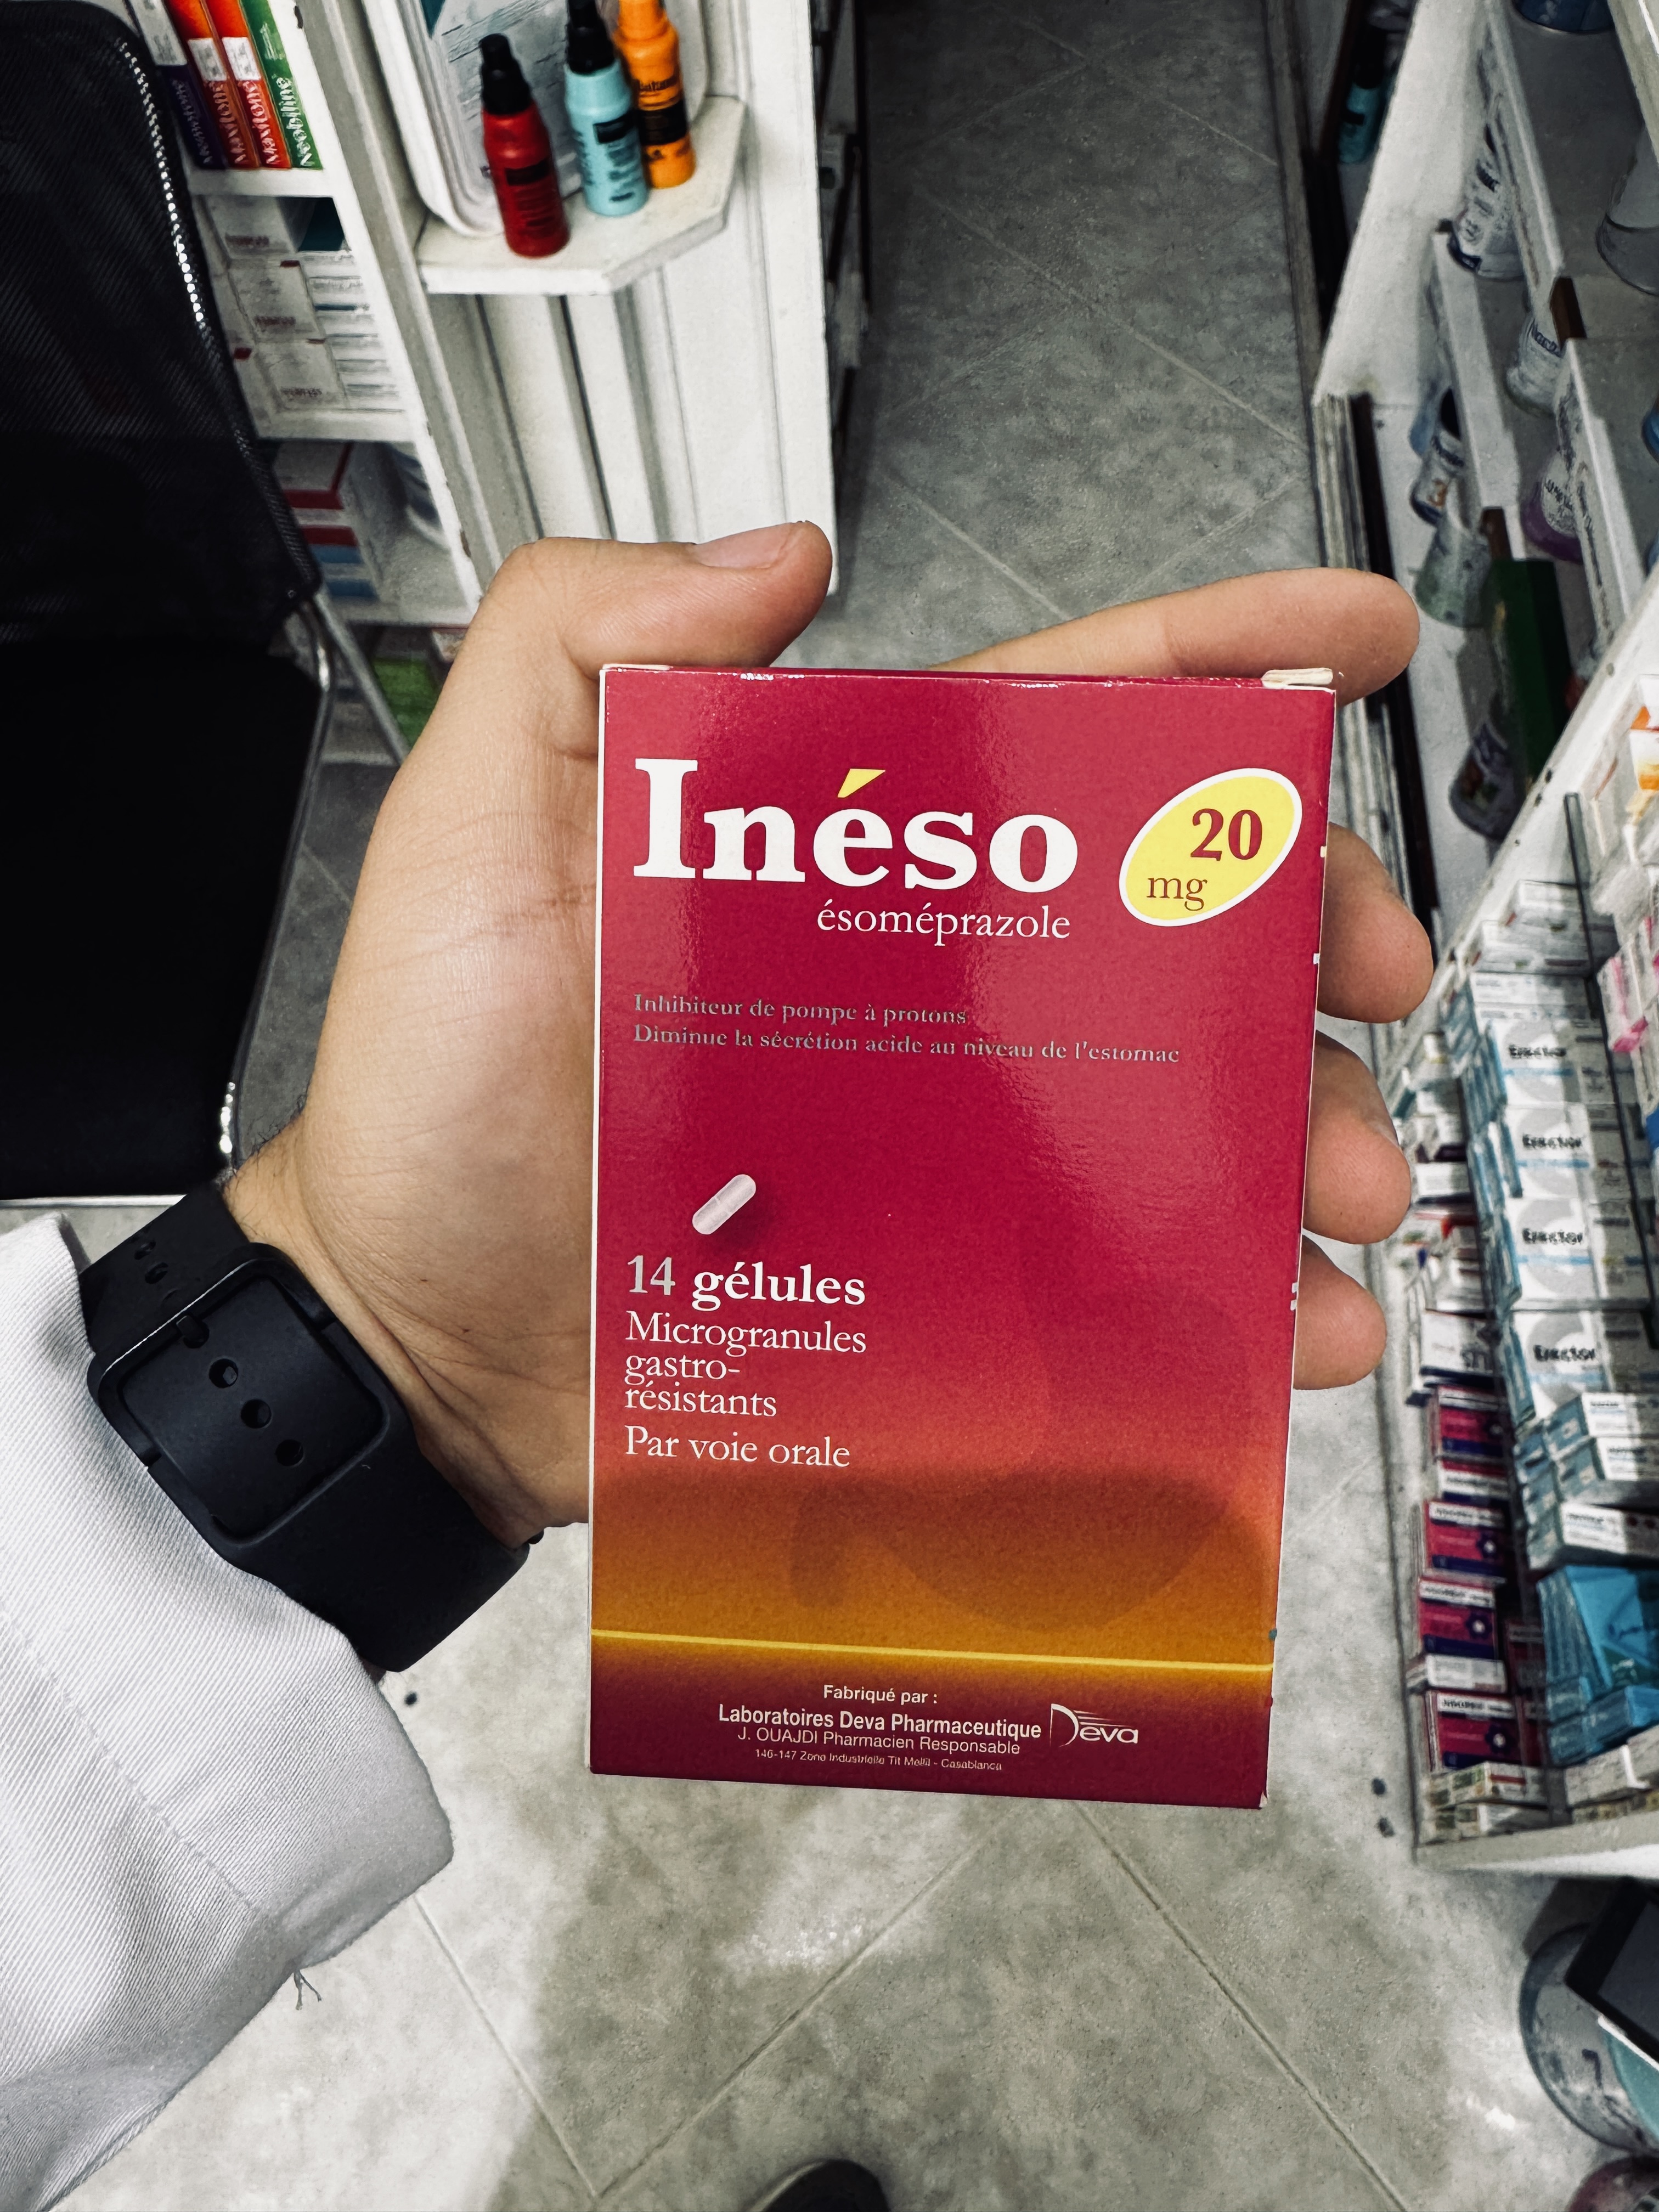 Inéso
20
mg
ésoméprazole
Inhibiteur de pompe à protons
Diminue la sécrétion acide au niveau de l'estomac
14 gélules
Microgranules
gastro-
résistants
Par voie orale
Fabriqué par :
Laboratoires Deva Pharmaceutique
Deva
J. OUAJDI Pharmacien Responsable
146-147 Zone Industrielle Tit Mellil - Casablanca